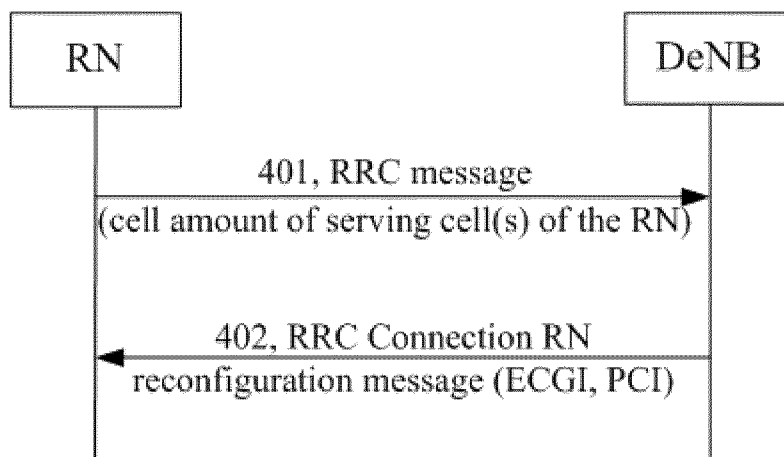 RN
DeNB
401, RRC message
(cell amount of serving cell(s) of the RN)
402, RRC Connection RN
reconfiguration message (ECGI, PCI)